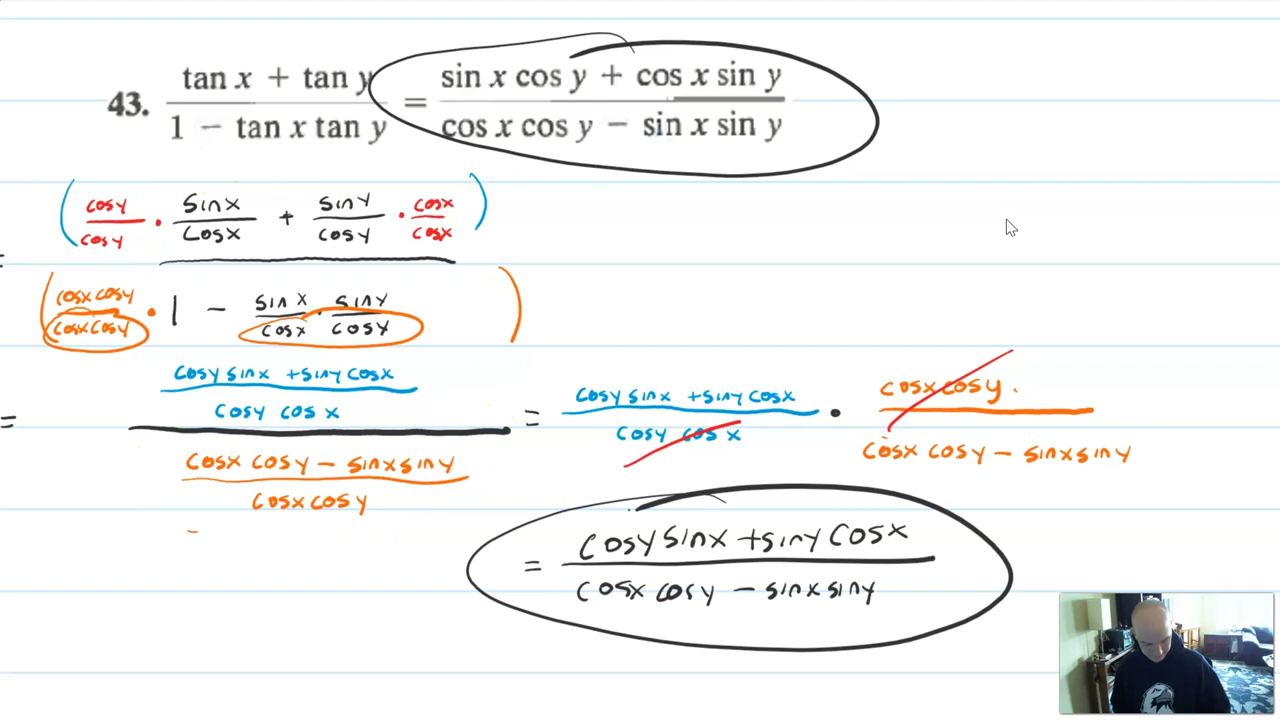 43. tan x + tan y / 1 − tan x tan y = sin x cos y + cos x sin y / cos x cos y − sin x sin y
( cosy/cosy · sinx/cosx + siny/cosy · cosx/cosx )
=
( cosx cosy/cosx cosy · 1 − sinx/cosx · siny/cosy )
= cosy sinx + siny cosx / cosy cos x / cosx cosy − sinx siny / cosx cosy = cosy sinx + siny cosx / cosy cos x · cosx cosy . / cosx cosy − sinx siny
= cosy sinx + siny cosx / cosx cosy − sinx siny